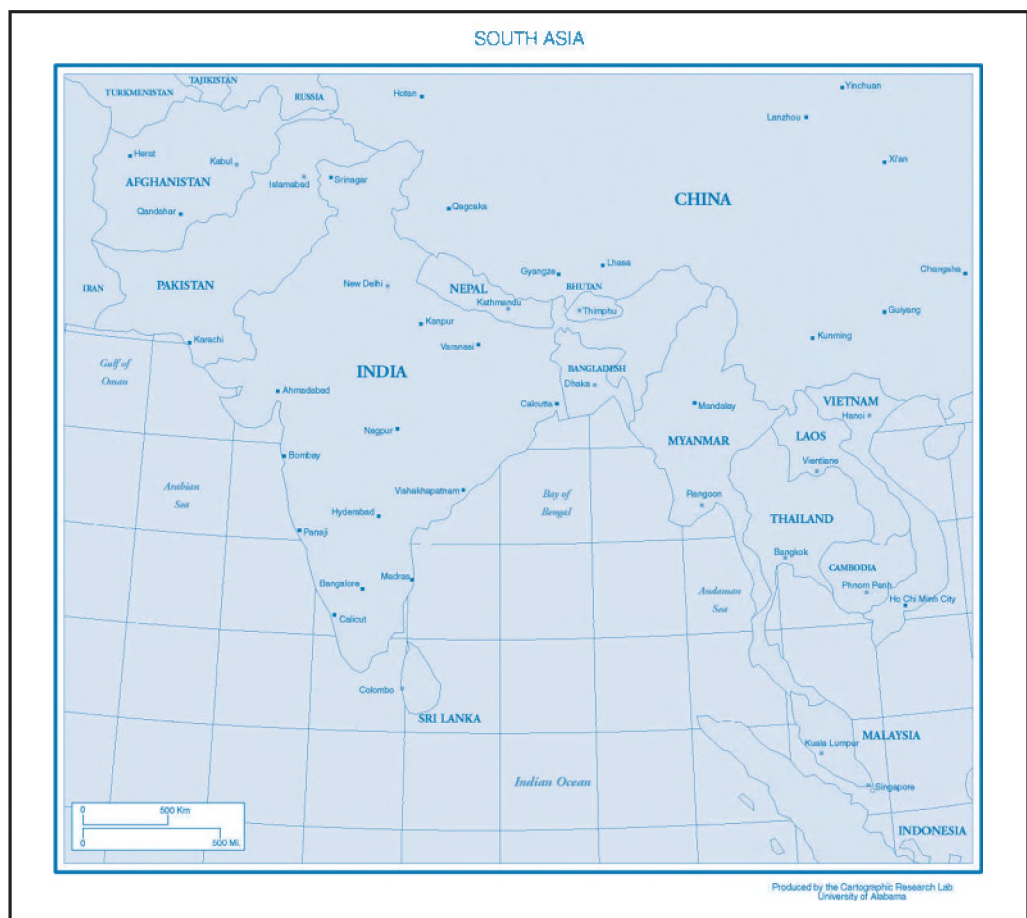 SOUTH ASIA
TAJIKISTAN
TURKMENISTAN
RUSSIA
Hotan
Yinchuan
Lanzhou
Herat
Kabul
Xi'an
AFGHANISTAN
Islamabad
Srinagar
CHINA
Qandahar
Qagcaka
Lhasa
Gyangze
Changsha
IRAN
PAKISTAN
New Delhi
NEPAL
BHUTAN
Kathmandu
Thimphu
Guiyang
Kanpur
Kunming
Karachi
Varanasi
Gulf of
Oman
INDIA
BANGLADESH
Dhaka
Ahmadabad
Calcutta
Mandalay
VIETNAM
Hanoi
Nagpur
MYANMAR
LAOS
Bombay
Vientiane
Arabian
Sea
Vishakhapatnam
Bay of
Bengal
Rangoon
Hyderabad
THAILAND
Panaji
Bangkok
CAMBODIA
Bangalore
Madras
Phnom Penh
Andaman
Sea
Ho Chi Minh City
Calicut
Colombo
SRI LANKA
Kuala Lumpur
MALAYSIA
Indian Ocean
Singapore
0 500 Km
0 500 Mi.
INDONESIA
Produced by the Cartographic Research Lab
University of Alabama